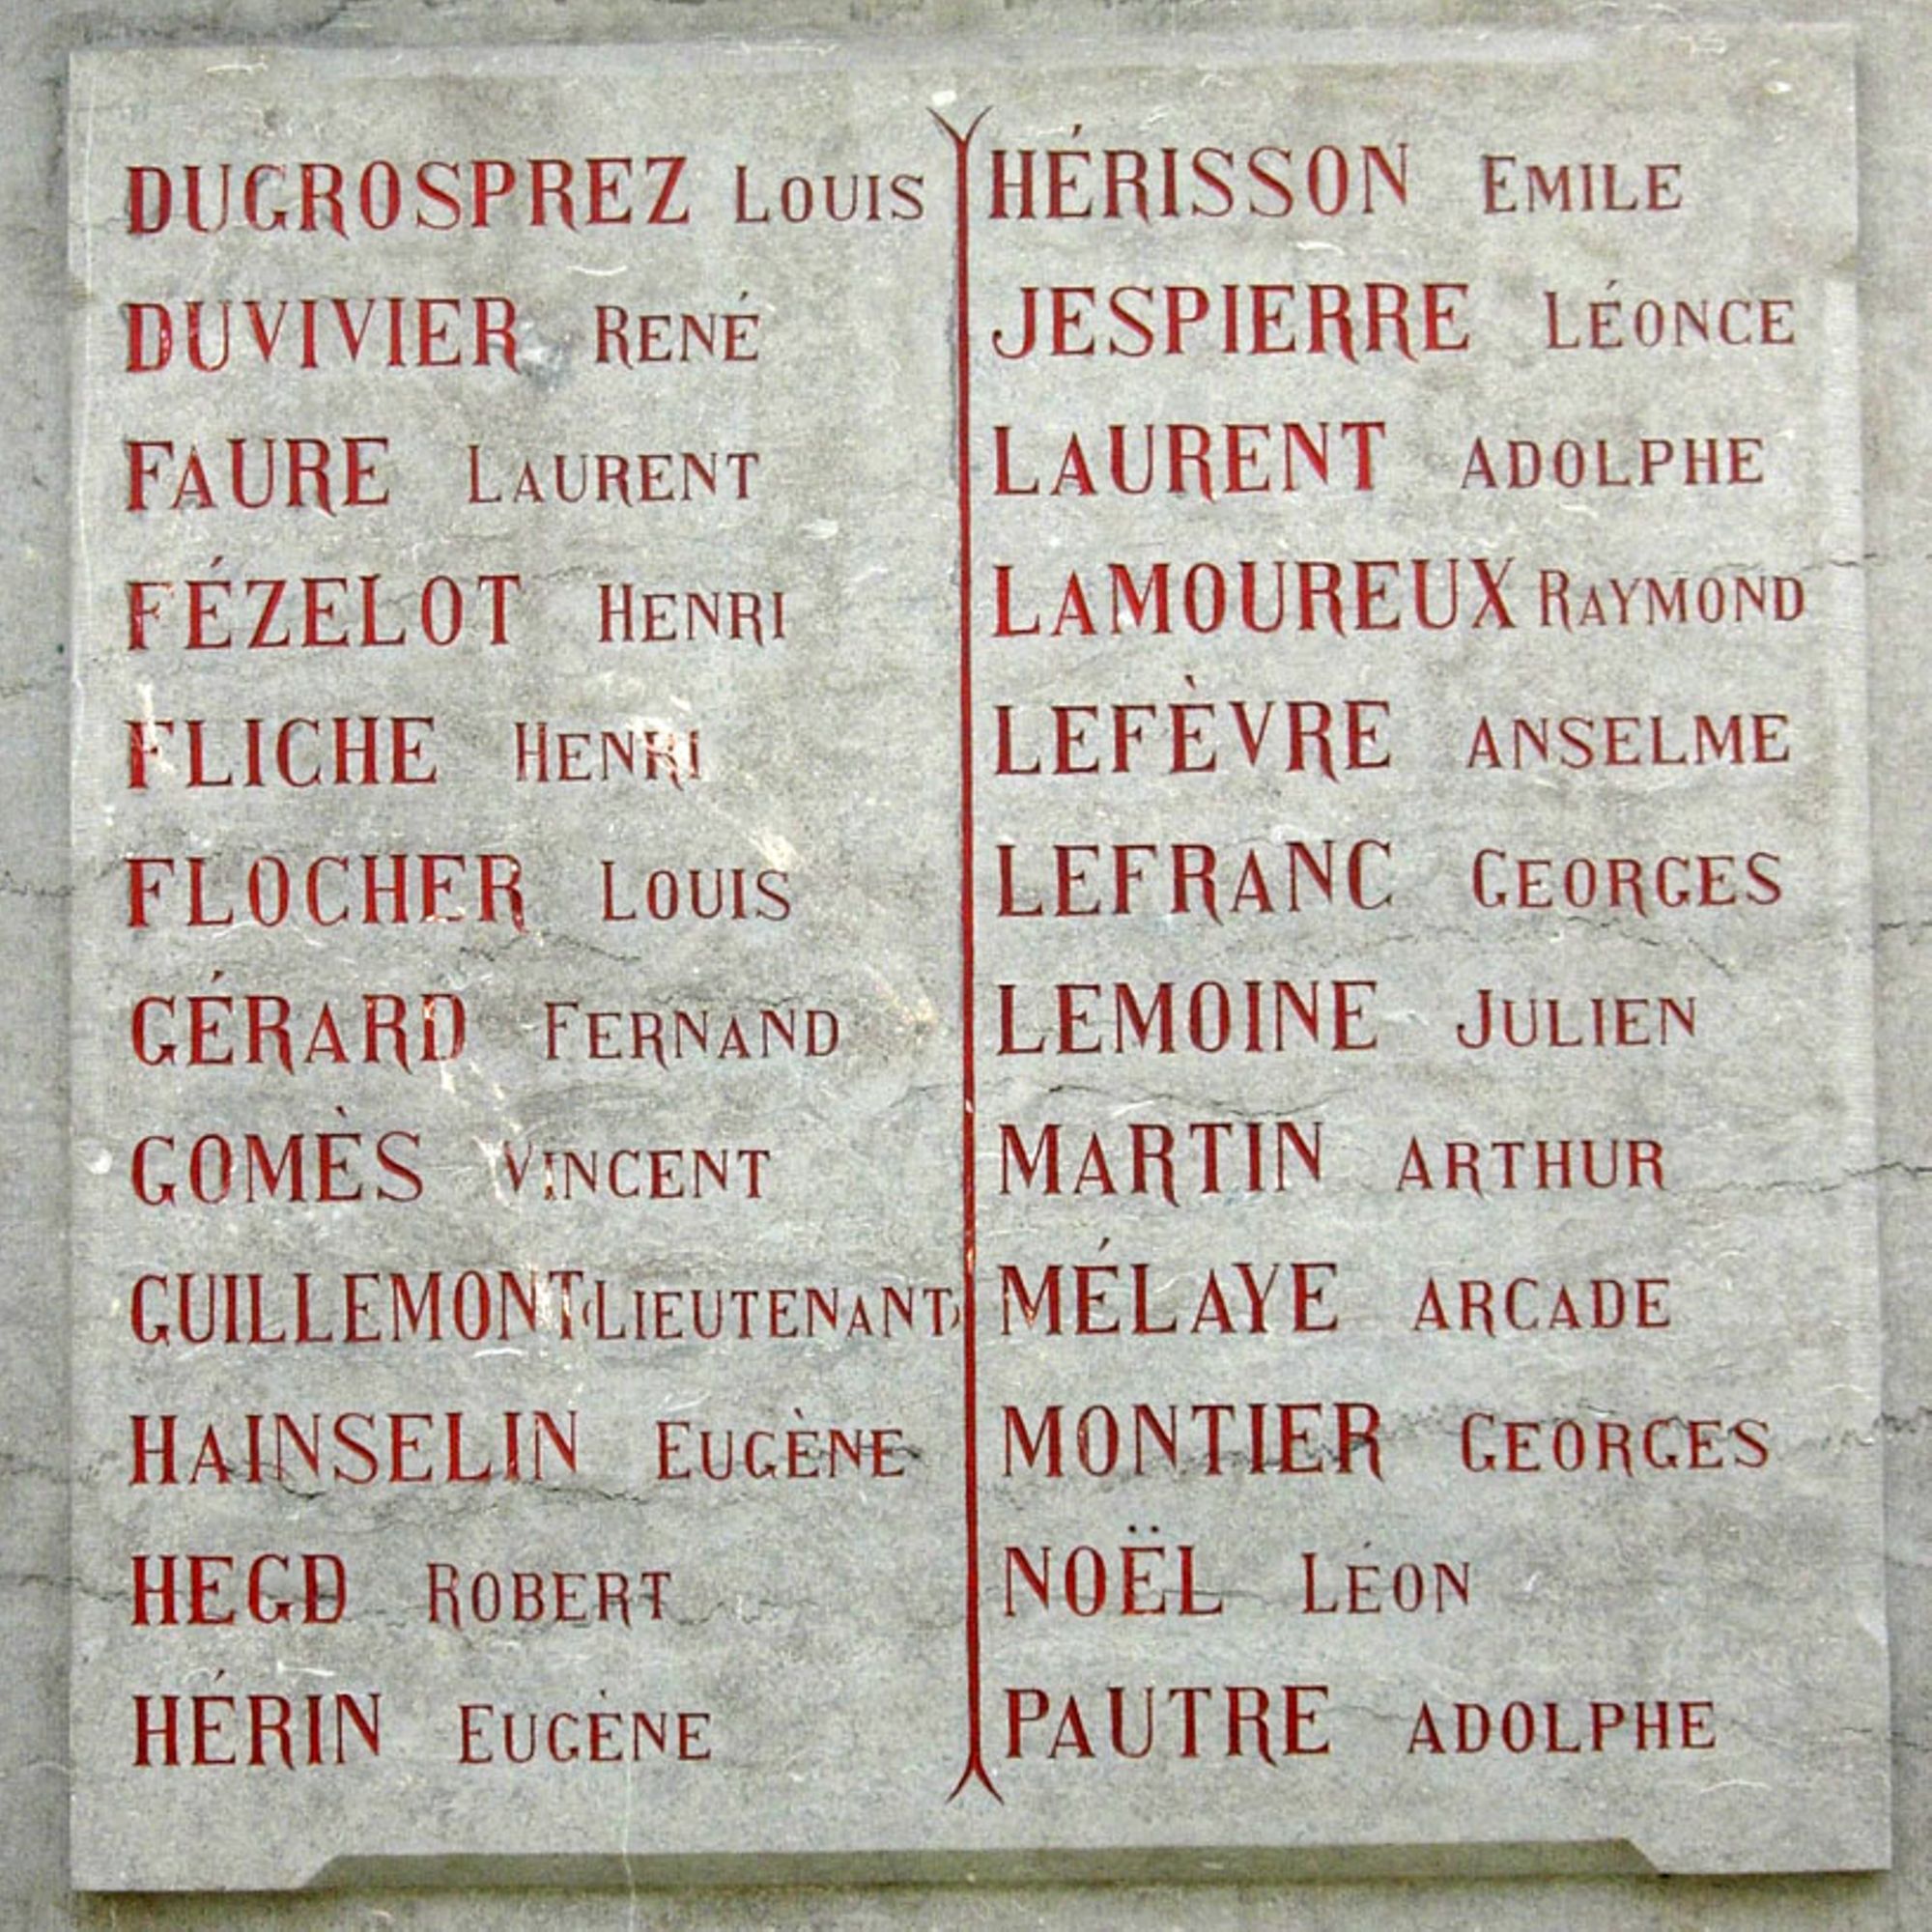 DUGROSPREZ LOUIS
DUVIVIER RENÉ
FAURE LAURENT
FÉZELOT HENRI
FLICHE HENRI
FLOCHER LOUIS
GÉRARD FERNAND
GOMÈS VINCENT
GUILLEMONT (LIEUTENANT)
HAINSELIN EUGÈNE
HEGD ROBERT
HÉRIN EUGÈNE
HÉRISSON EMILE
JESPIERRE LÉONCE
LAURENT ADOLPHE
LAMOUREUX RAYMOND
LEFÈVRE ANSELME
LEFRANC GEORGES
LEMOINE JULIEN
MARTIN ARTHUR
MÉLAYE ARCADE
MONTIER GEORGES
NOËL LÉON
PAUTRE ADOLPHE